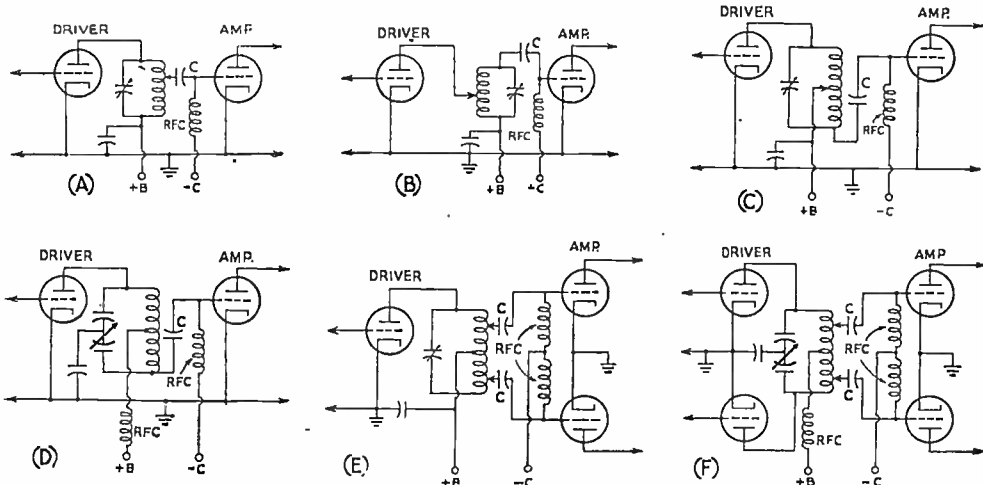 DRIVER AMP.
C
RFC
(A)
+B -C
DRIVER AMP.
C
RFC
(B)
+B +C
DRIVER AMP.
C
RFC
(C)
+B -C
DRIVER AMP.
C
RFC
RFC
(D)
+B -C
DRIVER AMP.
C
RFC
C
(E)
+B -C
DRIVER AMP
C
RFC
C
RFC
(F)
+B -C